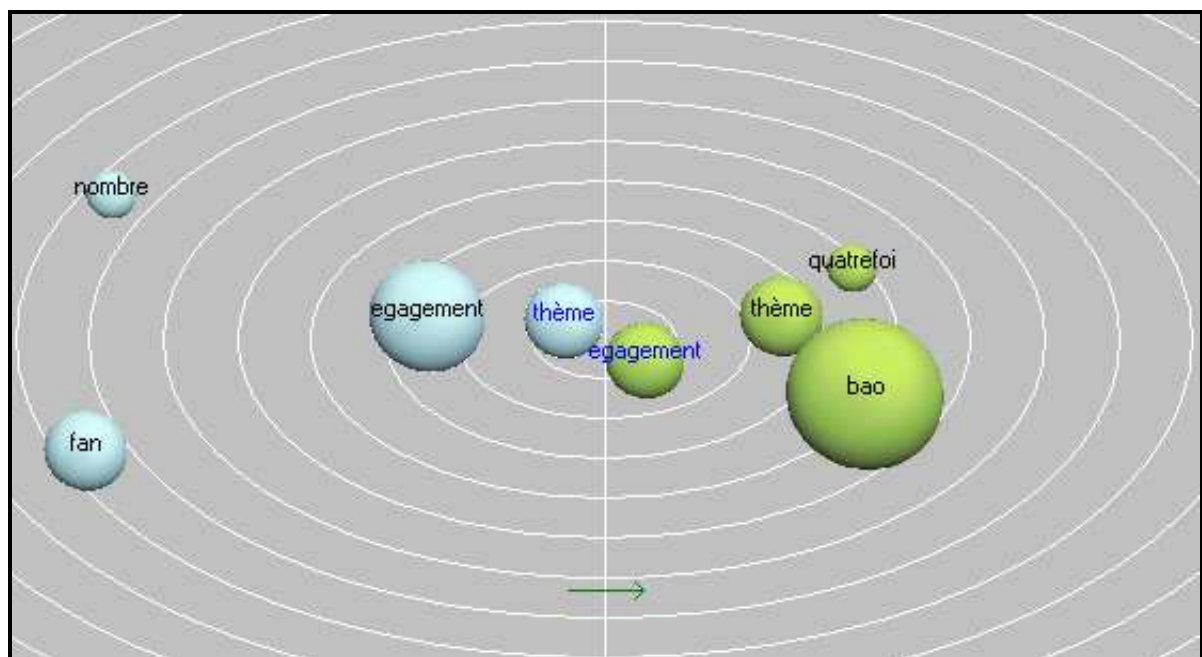 nombre
quatrefoi
egagement
thème
thème
egagement
bao
fan